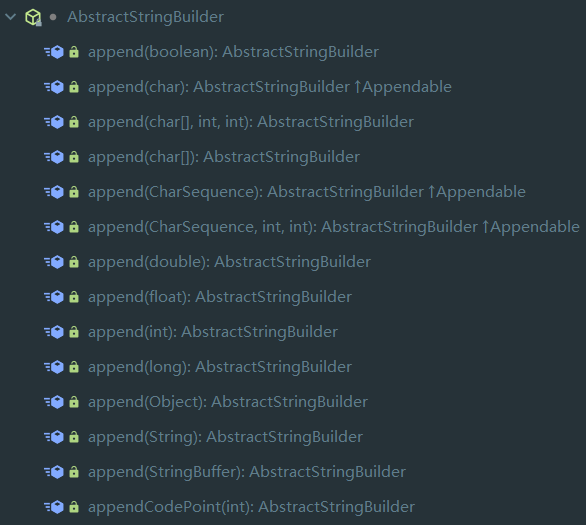 AbstractStringBuilder
append(boolean): AbstractStringBuilder
append(char): AbstractStringBuilder ↑Appendable
append(char[], int, int): AbstractStringBuilder
append(char[]): AbstractStringBuilder
append(CharSequence): AbstractStringBuilder ↑Appendable
append(CharSequence, int, int): AbstractStringBuilder ↑Appendable
append(double): AbstractStringBuilder
append(float): AbstractStringBuilder
append(int): AbstractStringBuilder
append(long): AbstractStringBuilder
append(Object): AbstractStringBuilder
append(String): AbstractStringBuilder
append(StringBuffer): AbstractStringBuilder
appendCodePoint(int): AbstractStringBuilder